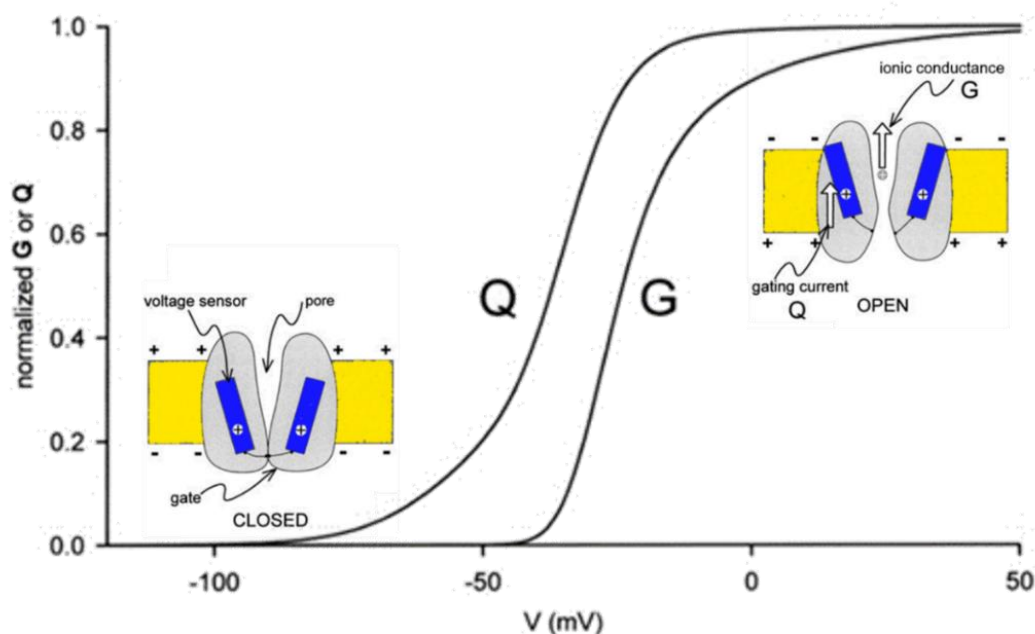 1.0
0.8
0.6
0.4
0.2
0.0
normalized G or Q
-100
-50
0
50
V (mV)
Q
G
voltage sensor
pore
+ + + +
- - - -
gate
CLOSED
ionic conductance
G
- - - -
+ + + +
gating current
Q
OPEN